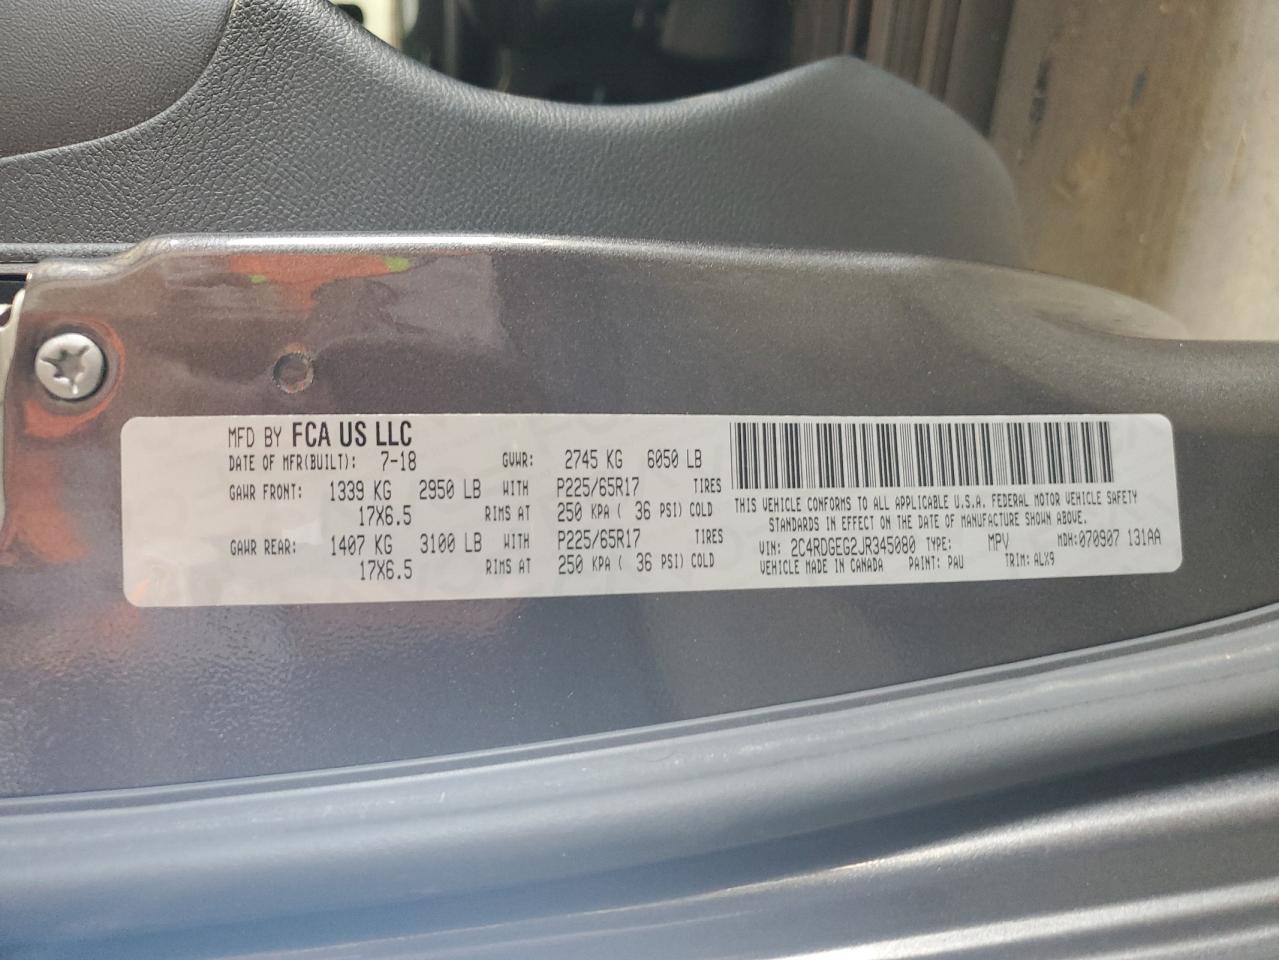 MFD BY FCA US LLC
DATE OF MFR(BUILT): 7-18 GVWR: 2745 KG 6050 LB
GAWR FRONT: 1339 KG 2950 LB WITH P225/65R17 TIRES
17X6.5 RIMS AT 250 KPA ( 36 PSI) COLD
GAWR REAR: 1407 KG 3100 LB WITH P225/65R17 TIRES
17X6.5 RIMS AT 250 KPA ( 36 PSI) COLD
THIS VEHICLE CONFORMS TO ALL APPLICABLE U.S.A. FEDERAL MOTOR VEHICLE SAFETY
STANDARDS IN EFFECT ON THE DATE OF MANUFACTURE SHOWN ABOVE.
VIN: 2C4RDGEG2JR345080 TYPE: MPV MDH: 070907 131AA
VEHICLE MADE IN CANADA PAINT: PAU TRIM: ALX9